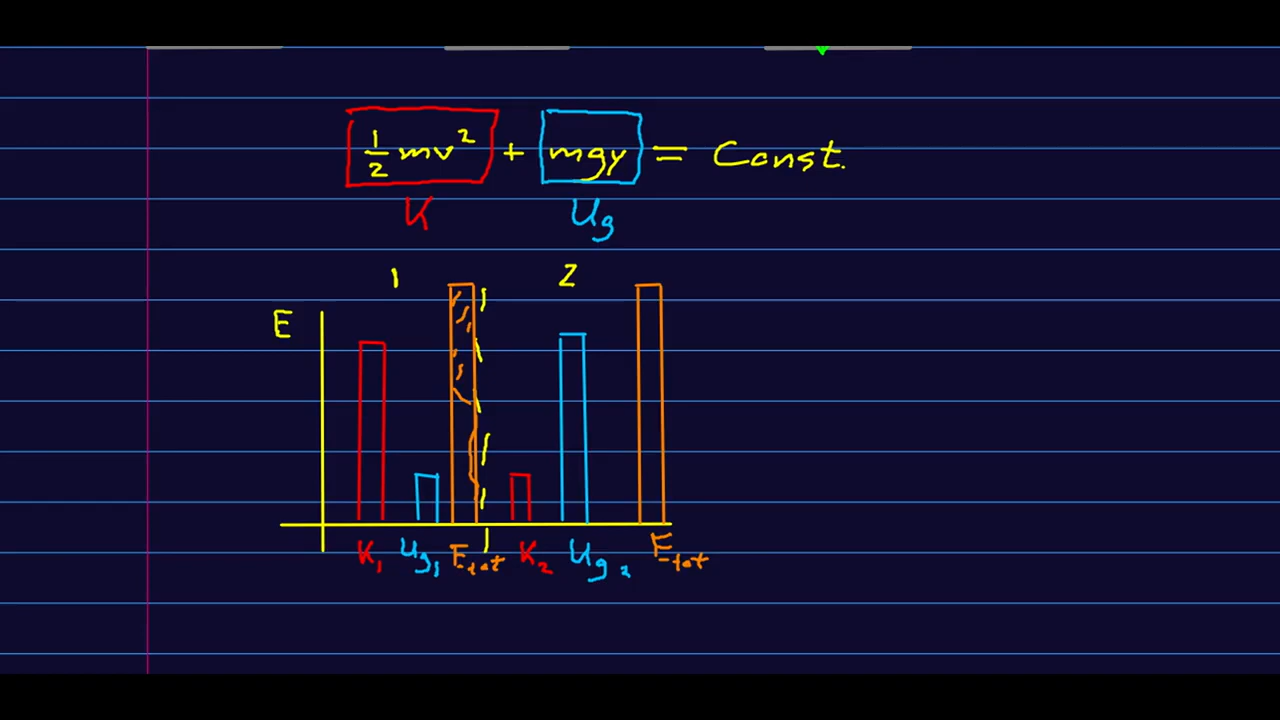 ½mv² + mgy = Const.
K Ug
1 2
E
K₁ Ug₁ Etot K₂ Ug₂ Etot